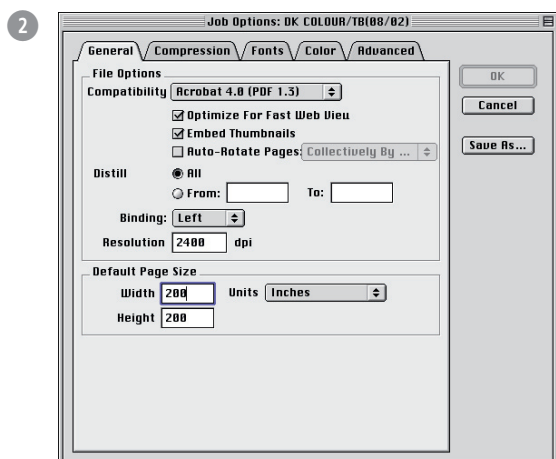 2
Job Options: DK COLOUR/TB(08/02)
General Compression Fonts Color Advanced
File Options
OK
Compatibility Acrobat 4.0 (PDF 1.3)
Cancel
Optimize For Fast Web View
Embed Thumbnails
Auto-Rotate Pages: Collectively By ...
Save As...
Distill All
From: To:
Binding: Left
Resolution 2400 dpi
Default Page Size
Width 200 Units Inches
Height 200